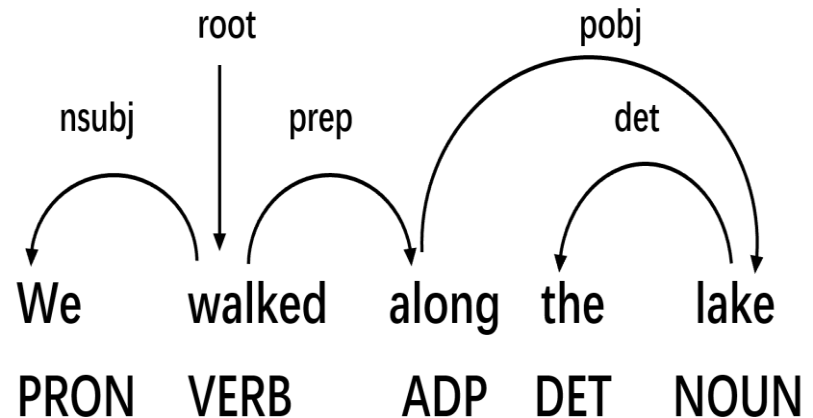 root pobj
nsubj prep det
We walked along the lake
PRON VERB ADP DET NOUN